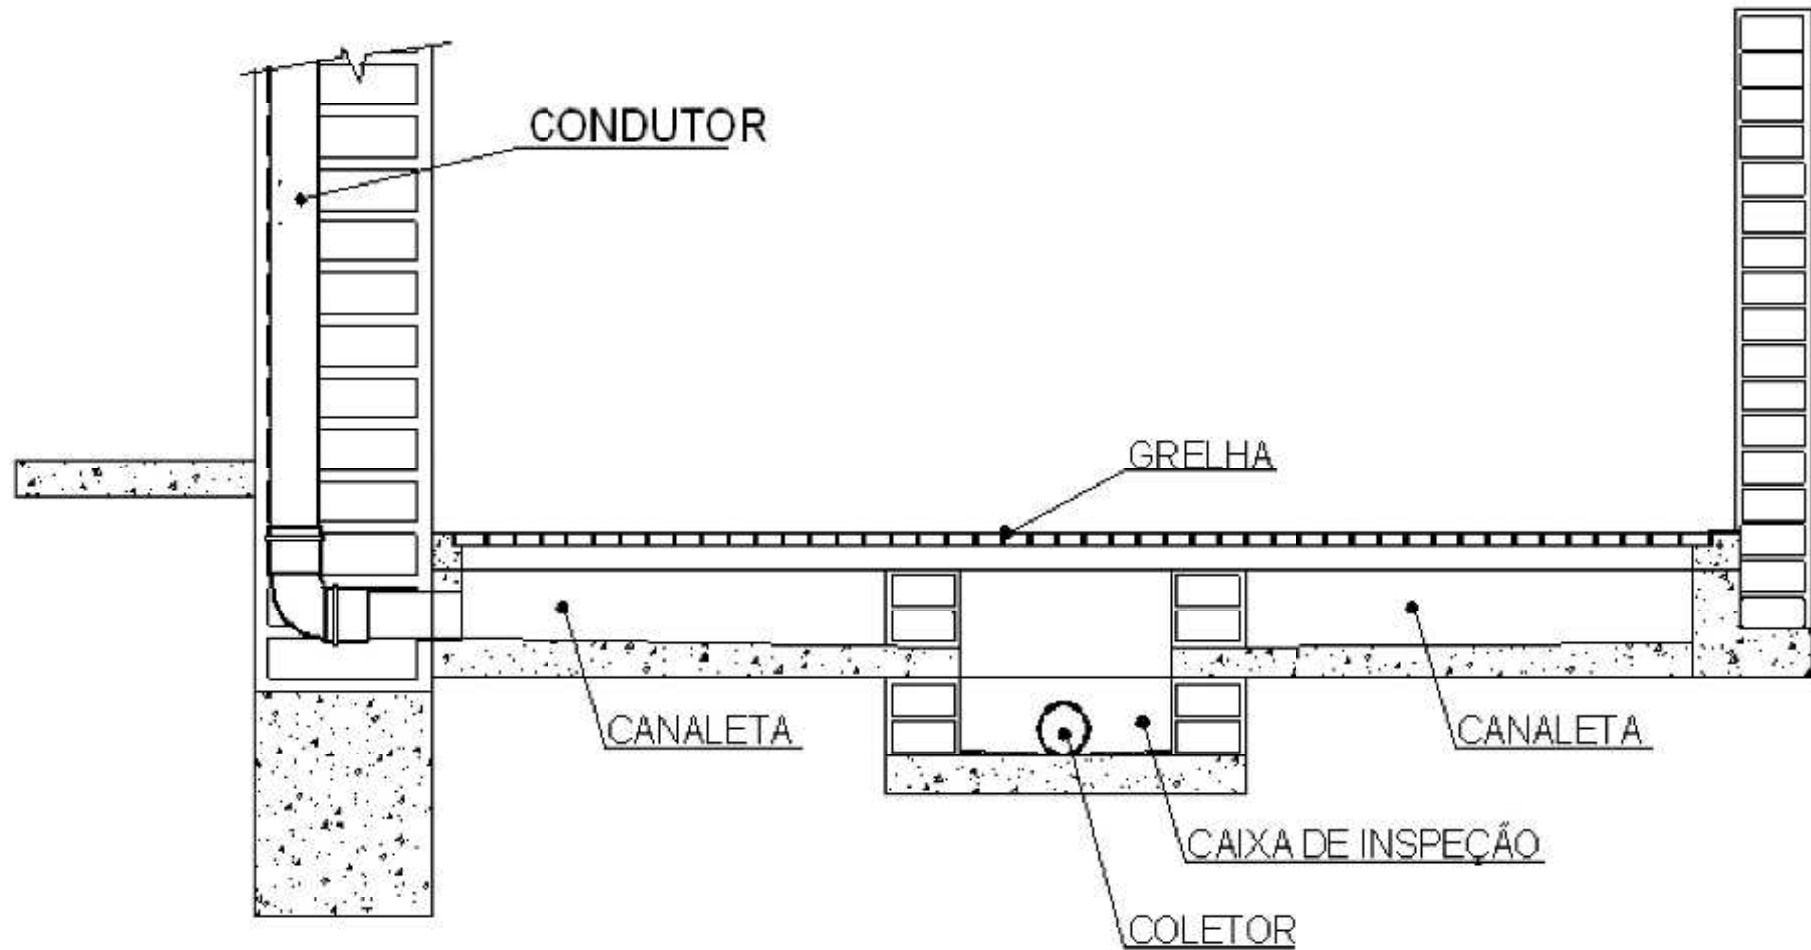 CONDUTOR
GRELHA
CANALETA
CANALETA
CAIXA DE INSPEÇÃO
COLETOR